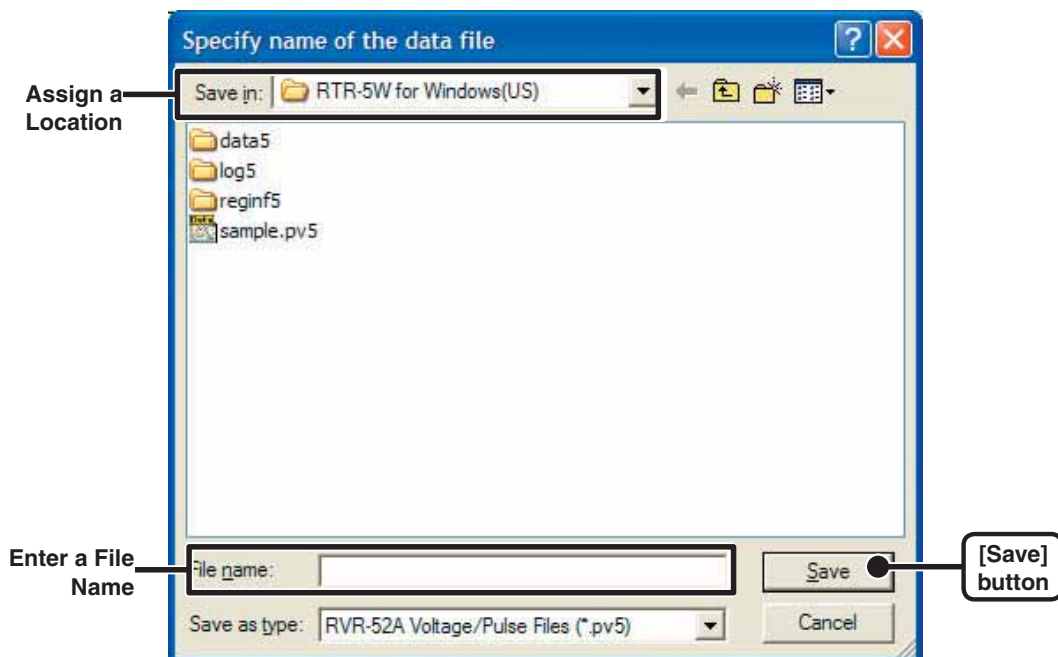 Specify name of the data file
Assign a
Location
Save in: RTR-5W for Windows(US)
data5
log5
reginf5
sample.pv5
Enter a File
Name
File name:
Save
[Save]
button
Save as type: RVR-52A Voltage/Pulse Files (*.pv5)
Cancel